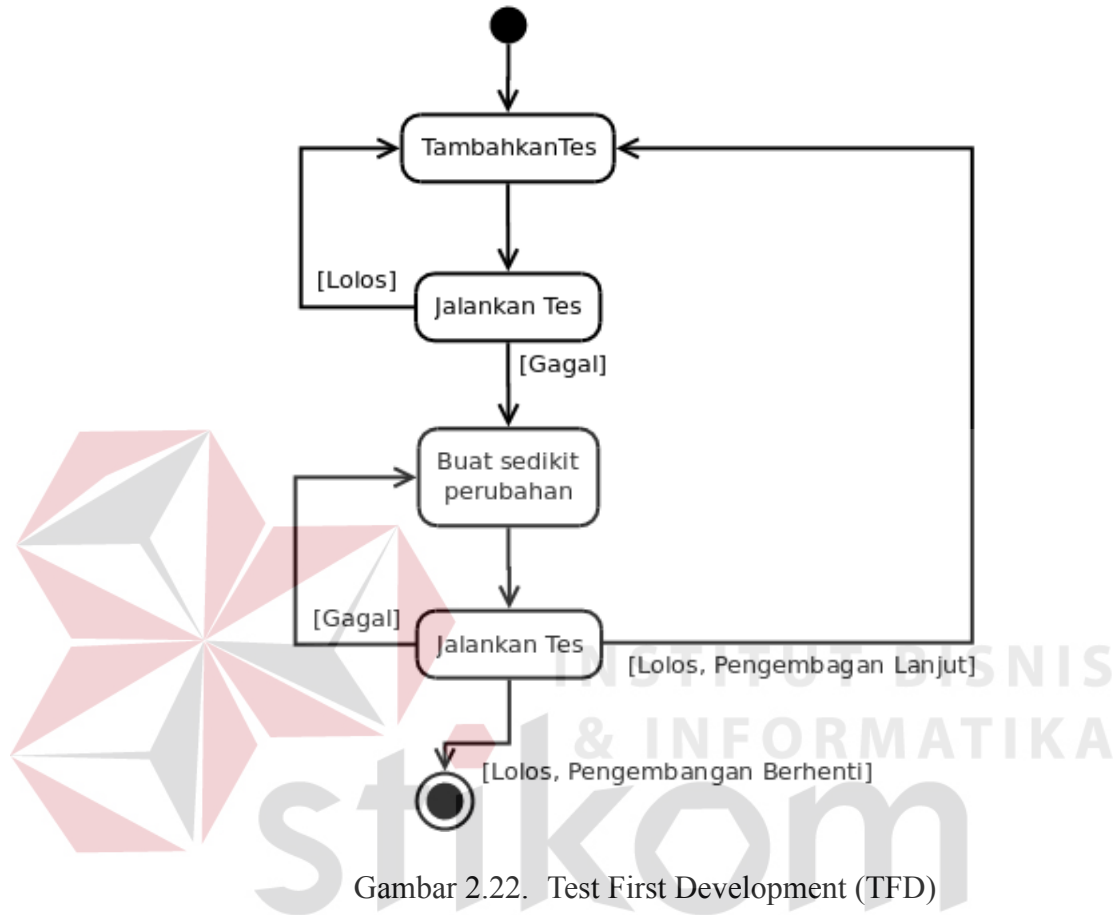 TambahkanTes
[Lolos]
Jalankan Tes
[Gagal]
Buat sedikit
perubahan
[Gagal]
Jalankan Tes
[Lolos, Pengembagan Lanjut]
INSTITUT BISNIS
& INFORMATIKA
[Lolos, Pengembangan Berhenti]
stikom
Gambar 2.22. Test First Development (TFD)